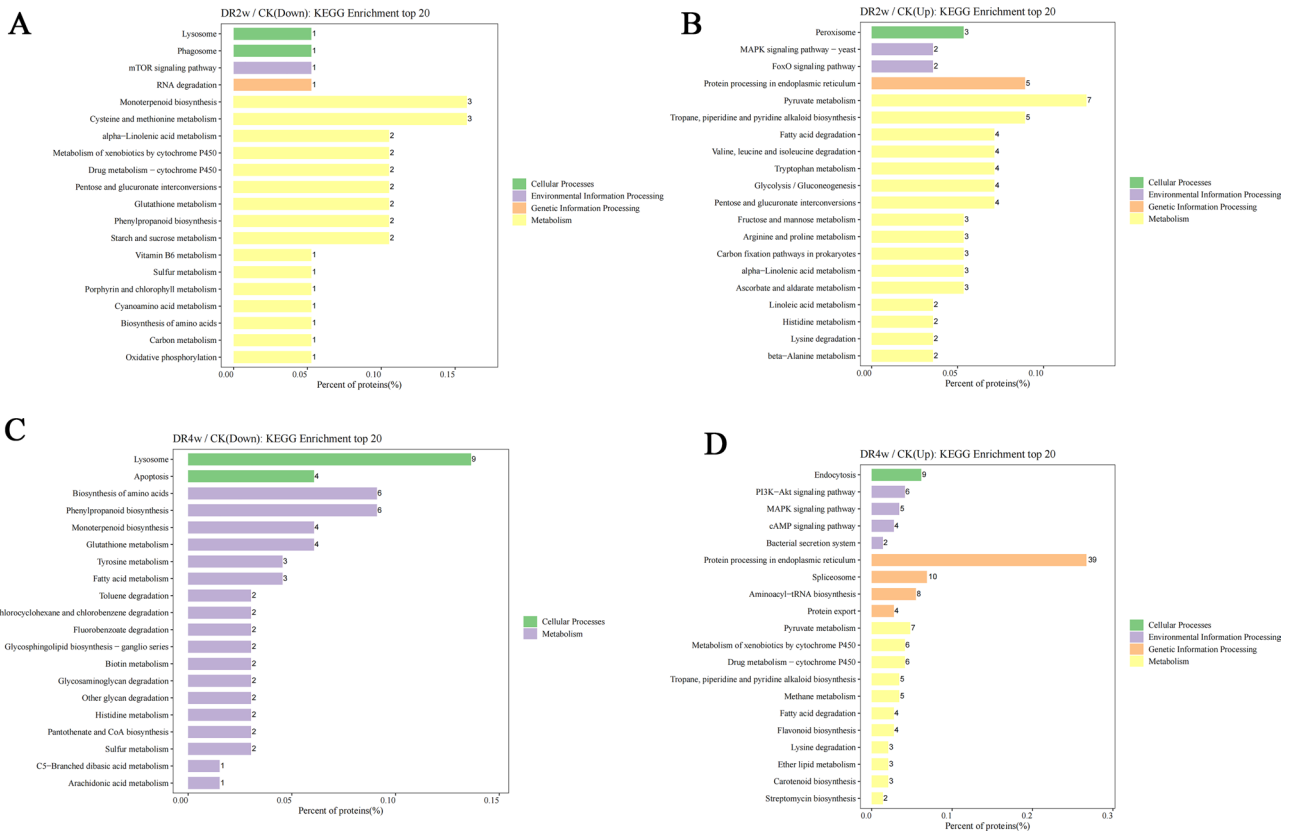 A
DR2w / CK(Down): KEGG Enrichment top 20
Lysosome 1
Phagosome 1
mTOR signaling pathway 1
RNA degradation 1
Monoterpenoid biosynthesis 3
Cysteine and methionine metabolism 3
alpha−Linolenic acid metabolism 2
Metabolism of xenobiotics by cytochrome P450 2
Drug metabolism − cytochrome P450 2
Pentose and glucuronate interconversions 2
Glutathione metabolism 2
Phenylpropanoid biosynthesis 2
Starch and sucrose metabolism 2
Vitamin B6 metabolism 1
Sulfur metabolism 1
Porphyrin and chlorophyll metabolism 1
Cyanoamino acid metabolism 1
Biosynthesis of amino acids 1
Carbon metabolism 1
Oxidative phosphorylation 1
0.00 0.05 0.10 0.15
Percent of proteins(%)
Cellular Processes
Environmental Information Processing
Genetic Information Processing
Metabolism
B
DR2w / CK(Up): KEGG Enrichment top 20
Peroxisome 3
MAPK signaling pathway − yeast 2
FoxO signaling pathway 2
Protein processing in endoplasmic reticulum 5
Pyruvate metabolism 7
Tropane, piperidine and pyridine alkaloid biosynthesis 5
Fatty acid degradation 4
Valine, leucine and isoleucine degradation 4
Tryptophan metabolism 4
Glycolysis / Gluconeogenesis 4
Pentose and glucuronate interconversions 4
Fructose and mannose metabolism 3
Arginine and proline metabolism 3
Carbon fixation pathways in prokaryotes 3
alpha−Linolenic acid metabolism 3
Ascorbate and aldarate metabolism 3
Linoleic acid metabolism 2
Histidine metabolism 2
Lysine degradation 2
beta−Alanine metabolism 2
0.00 0.05 0.10
Percent of proteins(%)
Cellular Processes
Environmental Information Processing
Genetic Information Processing
Metabolism
C
DR4w / CK(Down): KEGG Enrichment top 20
Lysosome 9
Apoptosis 4
Biosynthesis of amino acids 6
Phenylpropanoid biosynthesis 6
Monoterpenoid biosynthesis 4
Glutathione metabolism 4
Tyrosine metabolism 3
Fatty acid metabolism 3
Toluene degradation 2
hlorocyclohexane and chlorobenzene degradation 2
Fluorobenzoate degradation 2
Glycosphingolipid biosynthesis − ganglio series 2
Biotin metabolism 2
Glycosaminoglycan degradation 2
Other glycan degradation 2
Histidine metabolism 2
Pantothenate and CoA biosynthesis 2
Sulfur metabolism 2
C5−Branched dibasic acid metabolism 1
Arachidonic acid metabolism 1
0.00 0.05 0.10 0.15
Percent of proteins(%)
Cellular Processes
Metabolism
D
DR4w / CK(Up): KEGG Enrichment top 20
Endocytosis 9
PI3K−Akt signaling pathway 6
MAPK signaling pathway 5
cAMP signaling pathway 4
Bacterial secretion system 2
Protein processing in endoplasmic reticulum 39
Spliceosome 10
Aminoacyl−tRNA biosynthesis 8
Protein export 4
Pyruvate metabolism 7
Metabolism of xenobiotics by cytochrome P450 6
Drug metabolism − cytochrome P450 6
Tropane, piperidine and pyridine alkaloid biosynthesis 5
Methane metabolism 5
Fatty acid degradation 4
Flavonoid biosynthesis 4
Lysine degradation 3
Ether lipid metabolism 3
Carotenoid biosynthesis 3
Streptomycin biosynthesis 2
0.0 0.1 0.2 0.3
Percent of proteins(%)
Cellular Processes
Environmental Information Processing
Genetic Information Processing
Metabolism